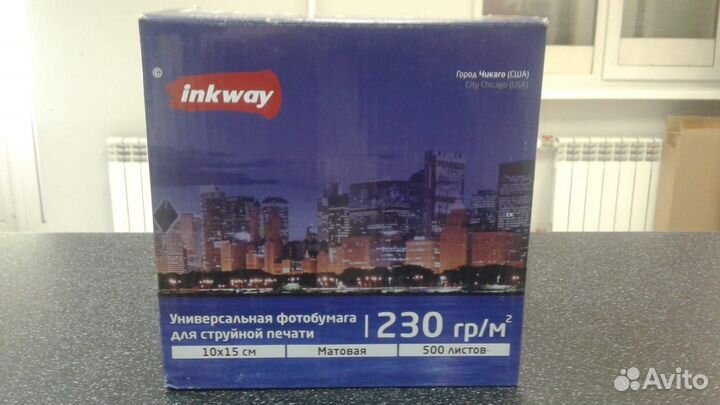 ©
inkway
Город Чикаго (США)
City Chicago (USA)
Универсальная фотобумага
для струйной печати
230 гр/м²
10x15 см
Матовая
500 листов
Avito